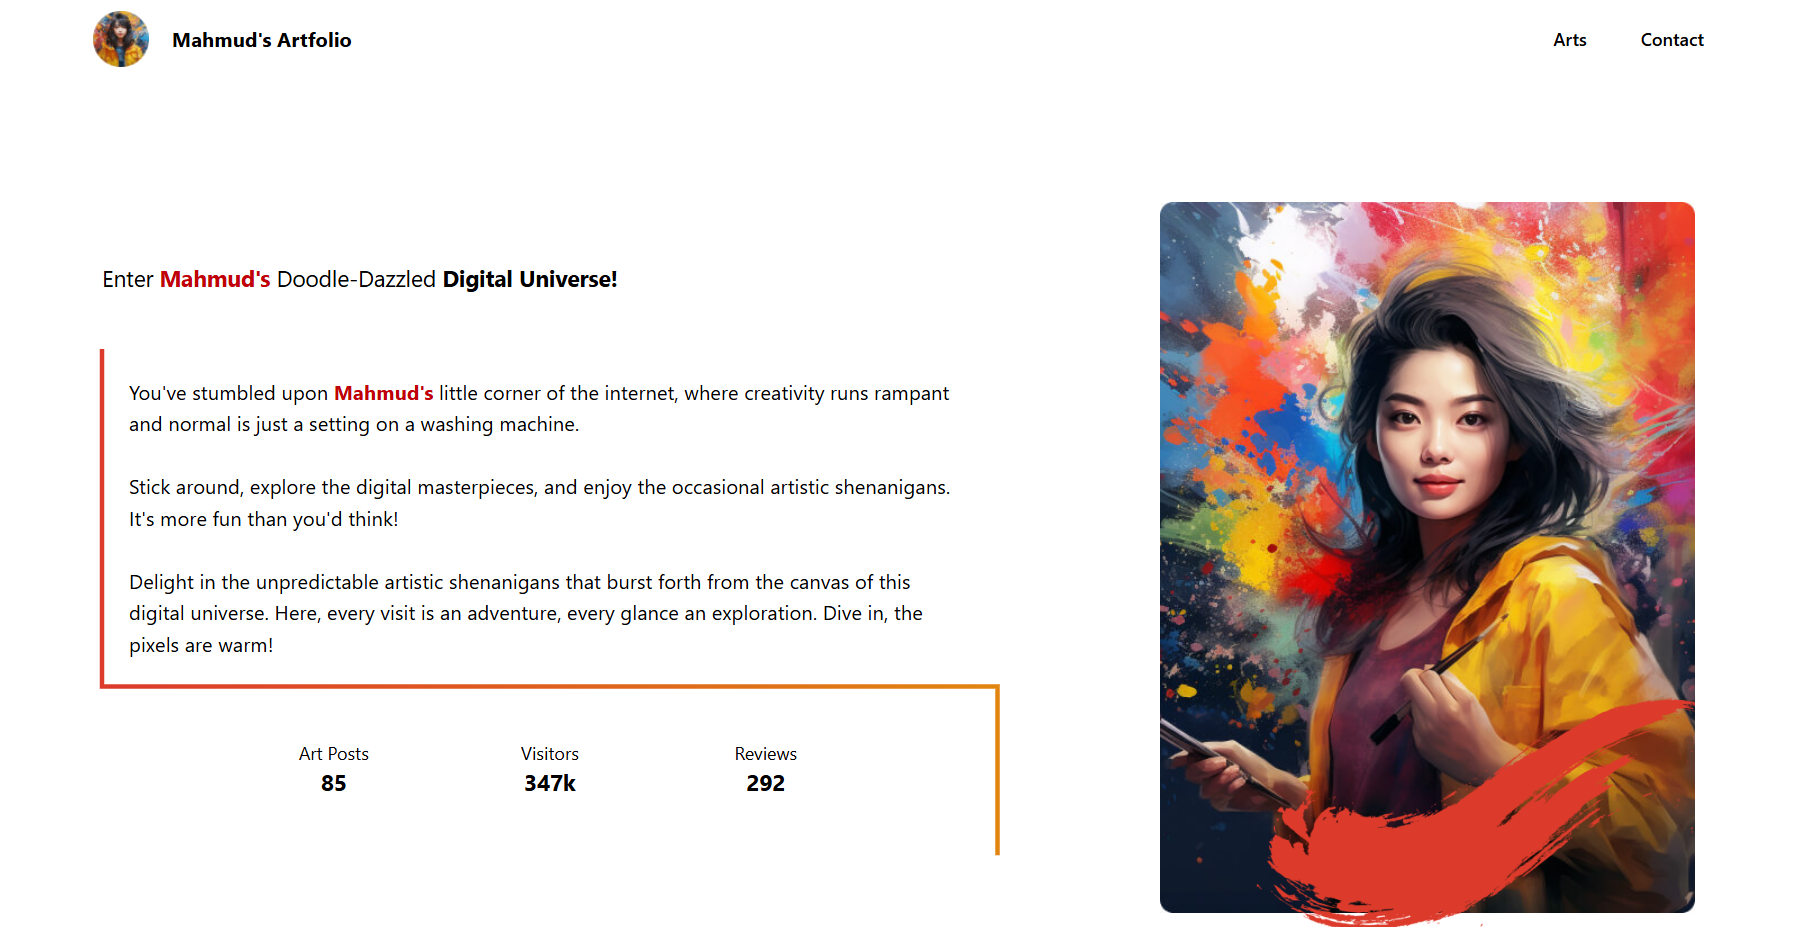 Mahmud's Artfolio
Arts
Contact
Enter Mahmud's Doodle-Dazzled Digital Universe!
You've stumbled upon Mahmud's little corner of the internet, where creativity runs rampant
and normal is just a setting on a washing machine.
Stick around, explore the digital masterpieces, and enjoy the occasional artistic shenanigans.
It's more fun than you'd think!
Delight in the unpredictable artistic shenanigans that burst forth from the canvas of this
digital universe. Here, every visit is an adventure, every glance an exploration. Dive in, the
pixels are warm!
Art Posts
85
Visitors
347k
Reviews
292